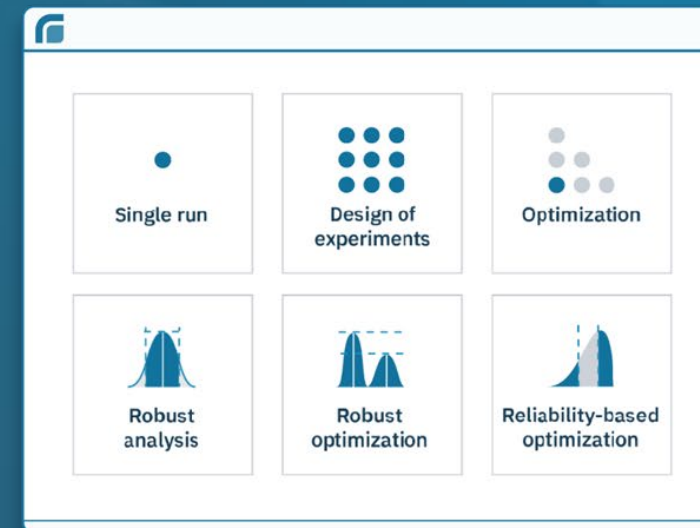 Single run
Design of
experiments
Optimization
Robust
analysis
Robust
optimization
Reliability-based
optimization